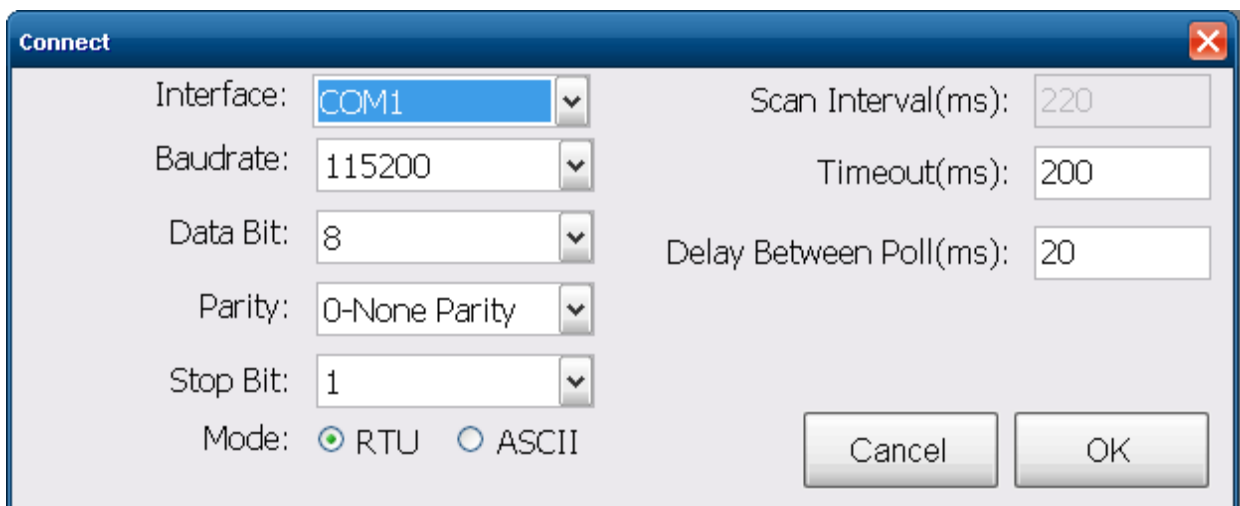 Connect
Interface: COM1
Scan Interval(ms): 220
Baudrate: 115200
Timeout(ms): 200
Data Bit: 8
Delay Between Poll(ms): 20
Parity: 0-None Parity
Stop Bit: 1
Mode: RTU ASCII
Cancel OK